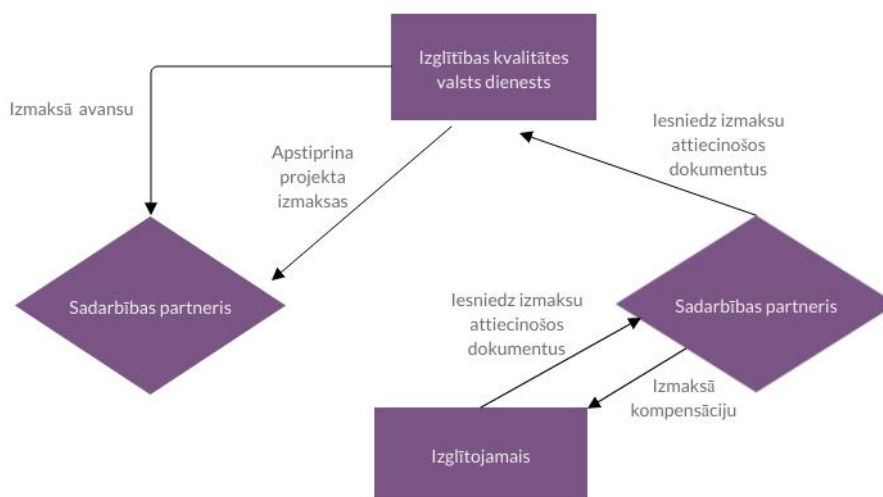 Izglītības kvalitātes
valsts dienests
Izmaksā avansu
Apstiprina
projekta
izmaksas
Iesniedz izmaksu
attiecinošos
dokumentus
Sadarbības partneris
Iesniedz izmaksu
attiecinošos
dokumentus
Sadarbības partneris
Izmaksā
kompensāciju
Izglītojamais